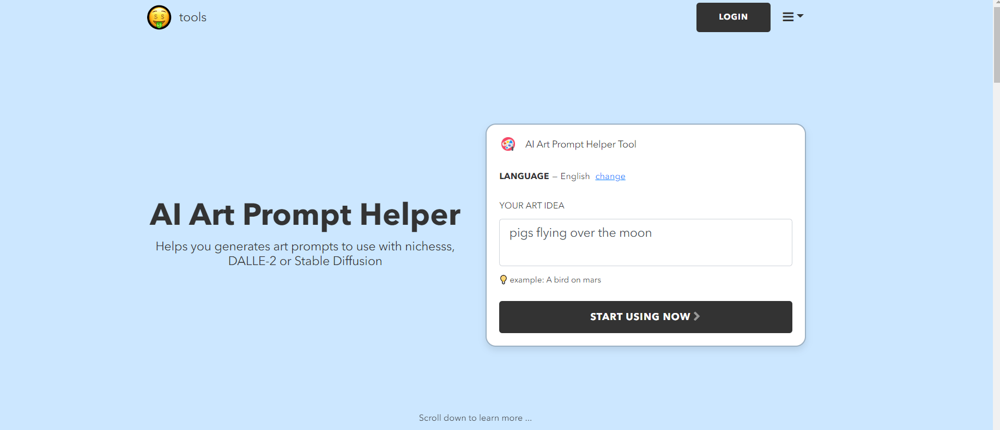 tools
LOGIN
AI Art Prompt Helper
Helps you generates art prompts to use with nichesss,
DALLE-2 or Stable Diffusion
AI Art Prompt Helper Tool
LANGUAGE – English change
YOUR ART IDEA
pigs flying over the moon
example: A bird on mars
START USING NOW
Scroll down to learn more ...